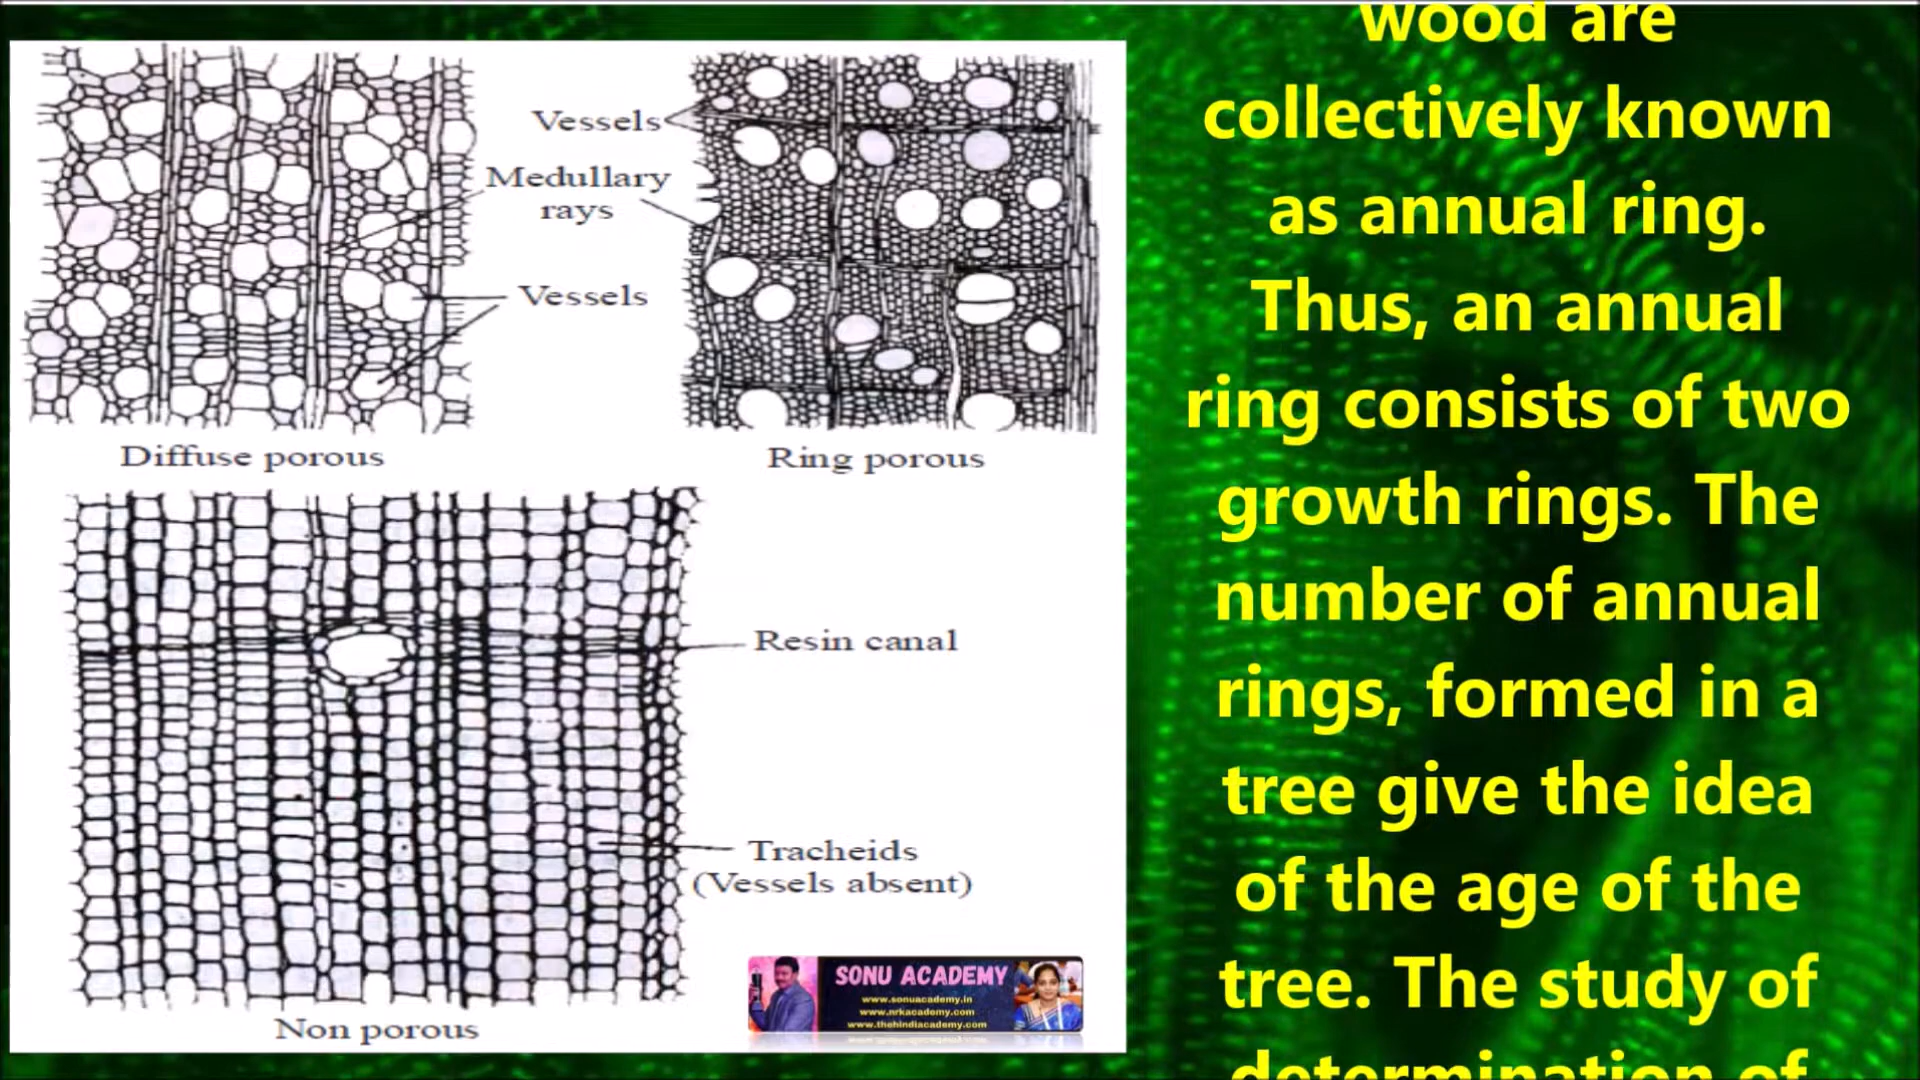 Vessels
Medullary
rays
Vessels
Diffuse porous
Ring porous
Resin canal
Tracheids
(Vessels absent)
Non porous
SONU ACADEMY
www.sonuacademy.in
www.nrkacademy.com
www.thehindiacademy.com
wood are
collectively known
as annual ring.
Thus, an annual
ring consists of two
growth rings. The
number of annual
rings, formed in a
tree give the idea
of the age of the
tree. The study of
determination of